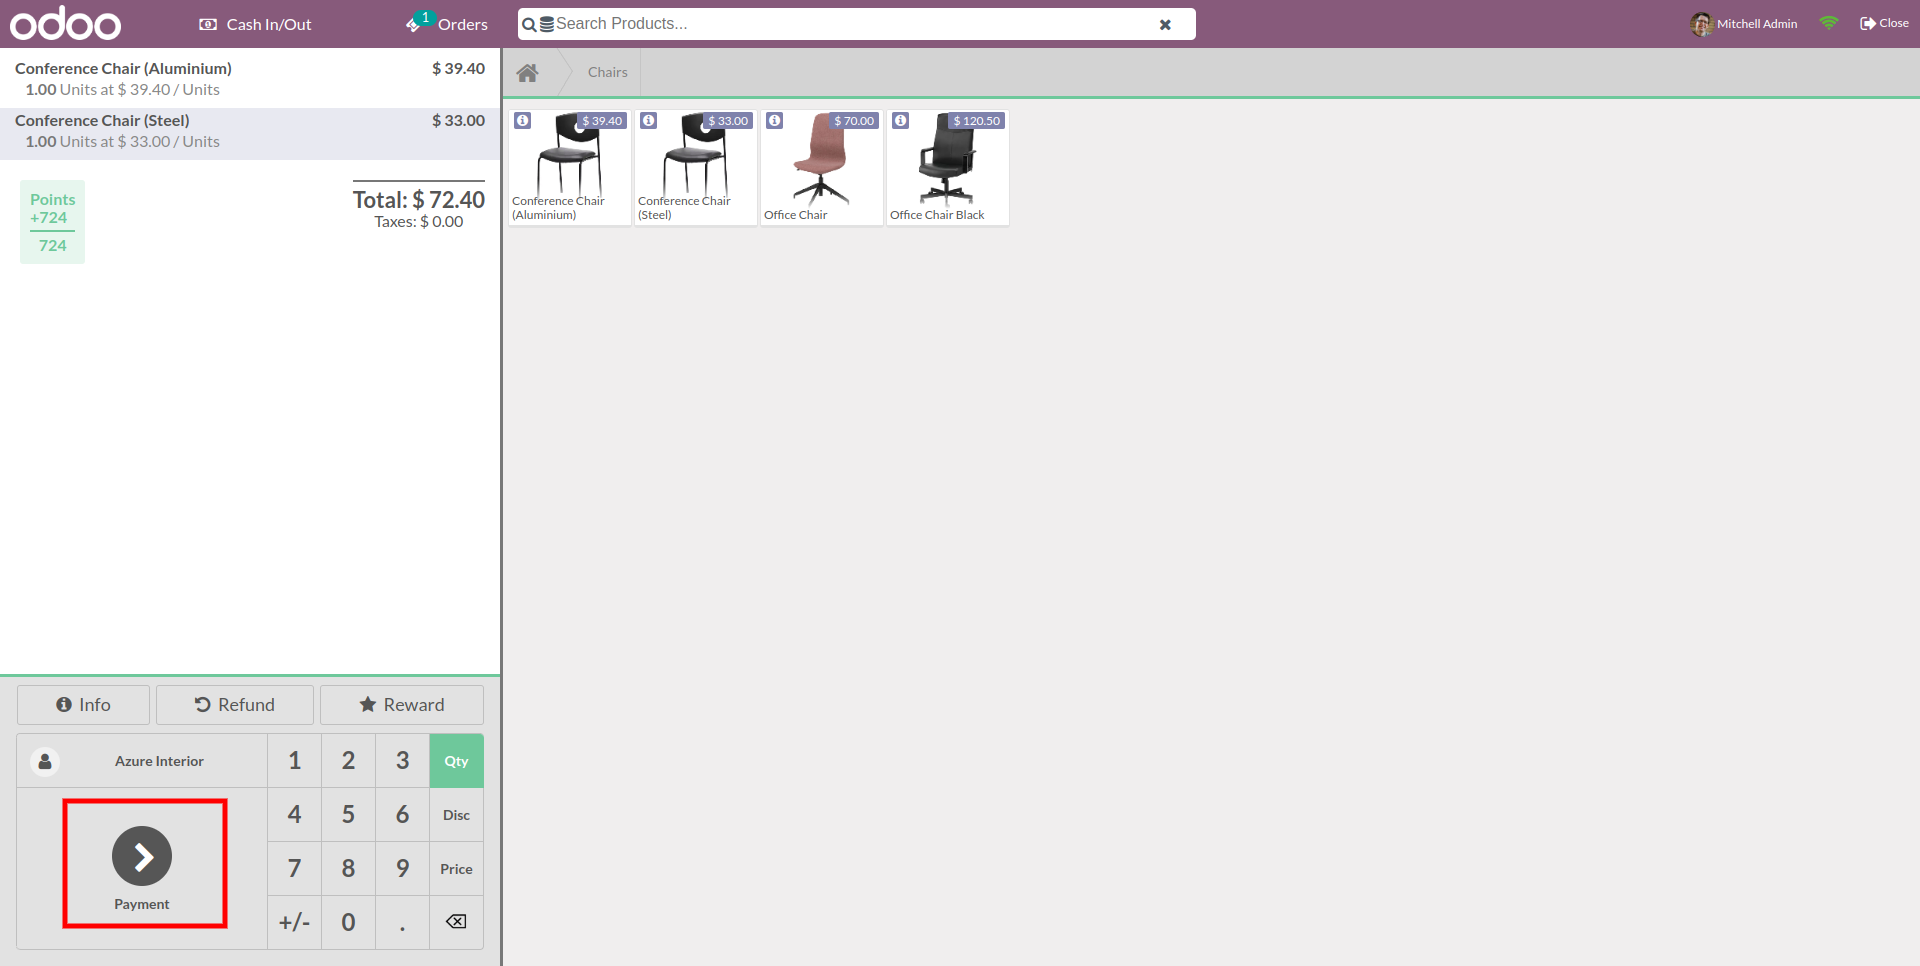 odoo
Cash In/Out
1
Orders
Search Products...
Mitchell Admin
Close
Conference Chair (Aluminium) $ 39.40
1.00 Units at $ 39.40 / Units
Conference Chair (Steel) $ 33.00
1.00 Units at $ 33.00 / Units
Points
+724
724
Total: $ 72.40
Taxes: $ 0.00
Chairs
$ 39.40
Conference Chair
(Aluminium)
$ 33.00
Conference Chair
(Steel)
$ 70.00
Office Chair
$ 120.50
Office Chair Black
Info
Refund
Reward
Azure Interior
Payment
1 2 3 Qty
4 5 6 Disc
7 8 9 Price
+/- 0 .